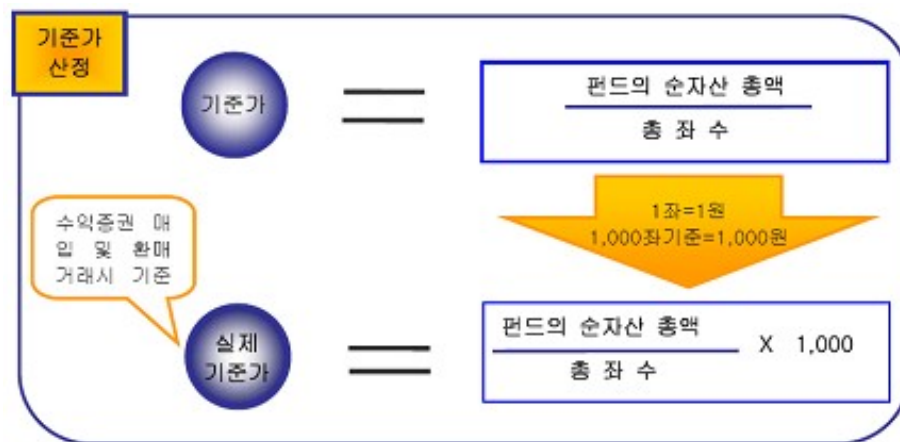 기준가
산정
기준가
펀드의 순자산 총액
총 좌 수
1좌=1원
1,000좌기준=1,000원
수익증권 매
입 및 환매
거래시 기준
실제
기준가
펀드의 순자산 총액
총 좌 수
X 1,000